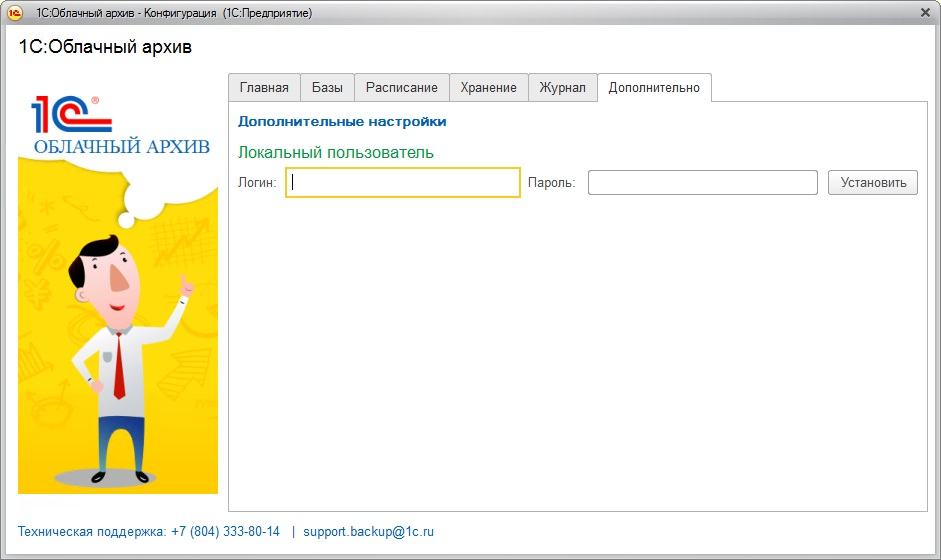 1С:Облачный архив - Конфигурация (1С:Предприятие)
1С:Облачный архив
1С®
ОБЛАЧНЫЙ АРХИВ
Главная Базы Расписание Хранение Журнал Дополнительно
Дополнительные настройки
Локальный пользователь
Логин: Пароль: Установить
Техническая поддержка: +7 (804) 333-80-14 | support.backup@1c.ru